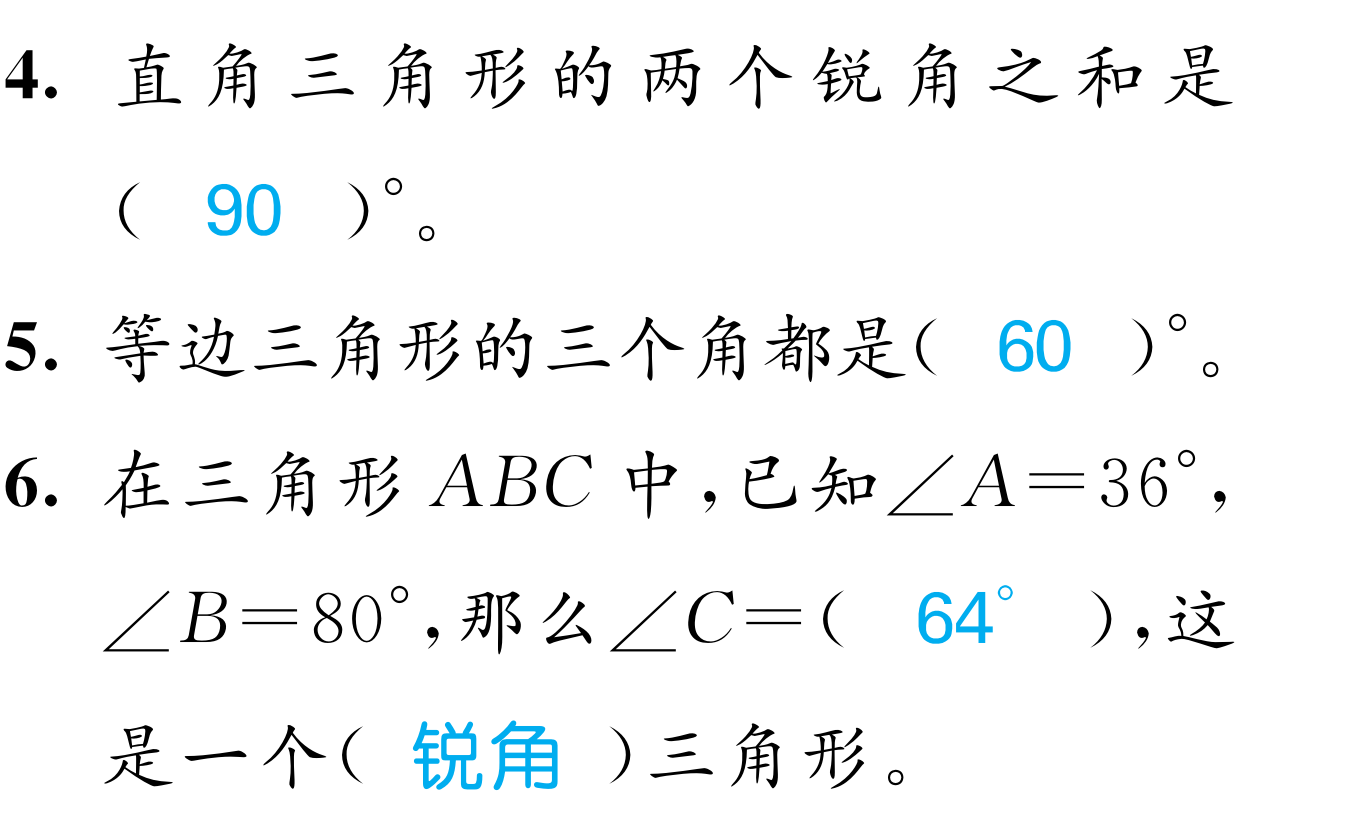 4. 直角三角形的两个锐角之和是
( 90 )°。
5. 等边三角形的三个角都是( 60 )°。
6. 在三角形 ABC 中,已知∠A=36°,
∠B=80°,那么∠C=( 64° ),这
是一个( 锐角 )三角形。